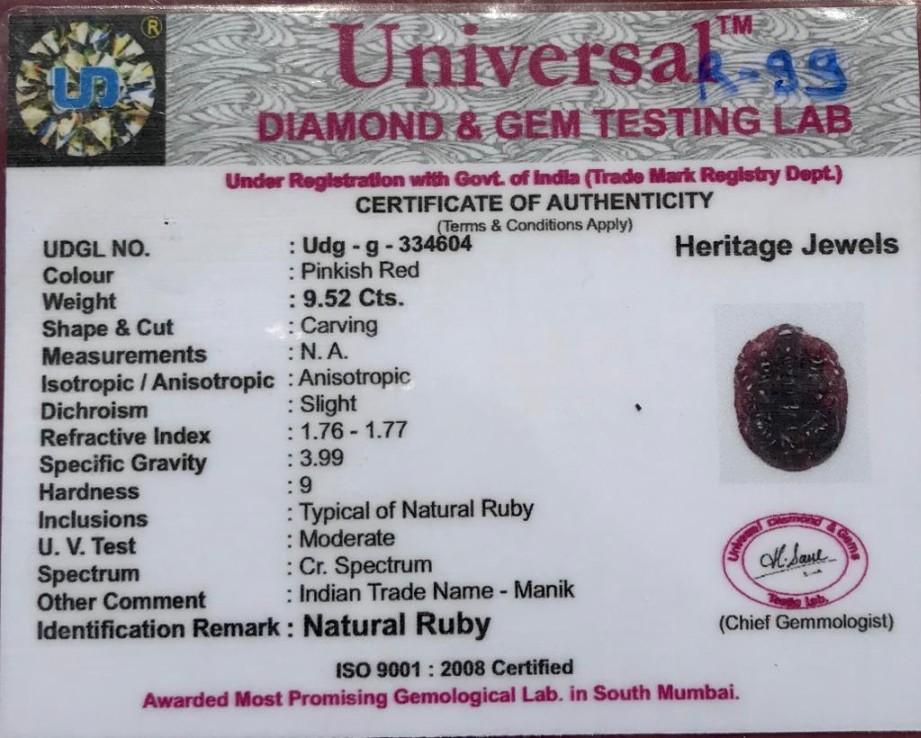 ®
UD
Universal™
R-99
DIAMOND & GEM TESTING LAB
Under Registration with Govt. of India (Trade Mark Registry Dept.)
CERTIFICATE OF AUTHENTICITY
(Terms & Conditions Apply)
Heritage Jewels
UDGL NO. : Udg - g - 334604
Colour : Pinkish Red
Weight : 9.52 Cts.
Shape & Cut : Carving
Measurements : N. A.
Isotropic / Anisotropic : Anisotropic
Dichroism : Slight
Refractive Index : 1.76 - 1.77
Specific Gravity : 3.99
Hardness : 9
Inclusions : Typical of Natural Ruby
U. V. Test : Moderate
Spectrum : Cr. Spectrum
Other Comment : Indian Trade Name - Manik
Identification Remark : Natural Ruby
Universal Diamond & Gems
Lab.
(Chief Gemmologist)
ISO 9001 : 2008 Certified
Awarded Most Promising Gemological Lab. in South Mumbai.